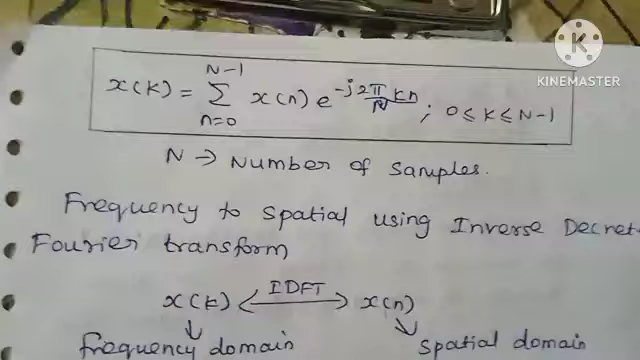 K
KINEMASTER
x(k) = N-1 Σ n=0 x(n) e^-j 2π/N kn ; 0 ≤ k ≤ N-1
N → Number of samples.
Frequency to spatial using Inverse Decret
Fourier transform
x(k) <—IDFT—> x(n)
↓ ↓
Frequency domain spatial domain